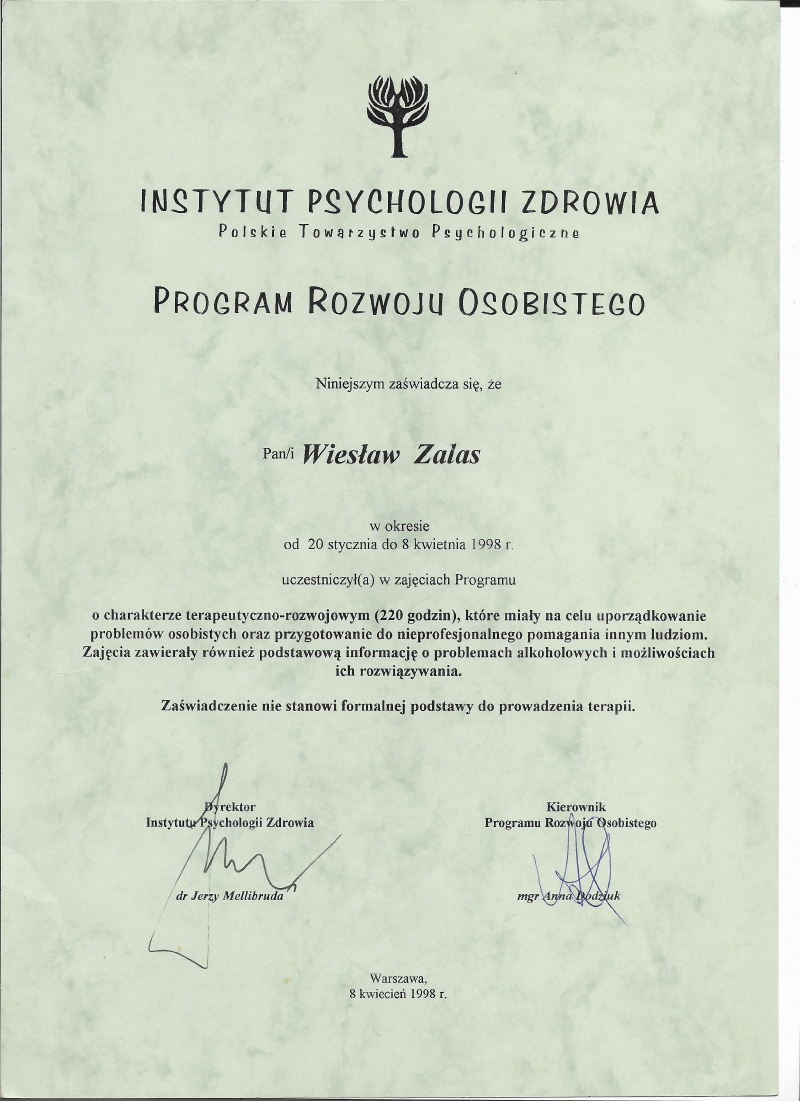 INSTYTUT PSYCHOLOGII ZDROWIA
Polskie Towarzystwo Psychologiczne
PROGRAM ROZWOJU OSOBISTEGO
Niniejszym zaświadcza się, że
Pan/i Wiesław Zalas
w okresie
od 20 stycznia do 8 kwietnia 1998 r.
uczestniczył(a) w zajęciach Programu
o charakterze terapeutyczno-rozwojowym (220 godzin), które miały na celu uporządkowanie
problemów osobistych oraz przygotowanie do nieprofesjonalnego pomagania innym ludziom.
Zajęcia zawierały również podstawową informację o problemach alkoholowych i możliwościach
ich rozwiązywania.
Zaświadczenie nie stanowi formalnej podstawy do prowadzenia terapii.
Dyrektor
Instytutu Psychologii Zdrowia
dr Jerzy Mellibruda
Kierownik
Programu Rozwoju Osobistego
mgr Anna Dodziuk
Warszawa,
8 kwiecień 1998 r.